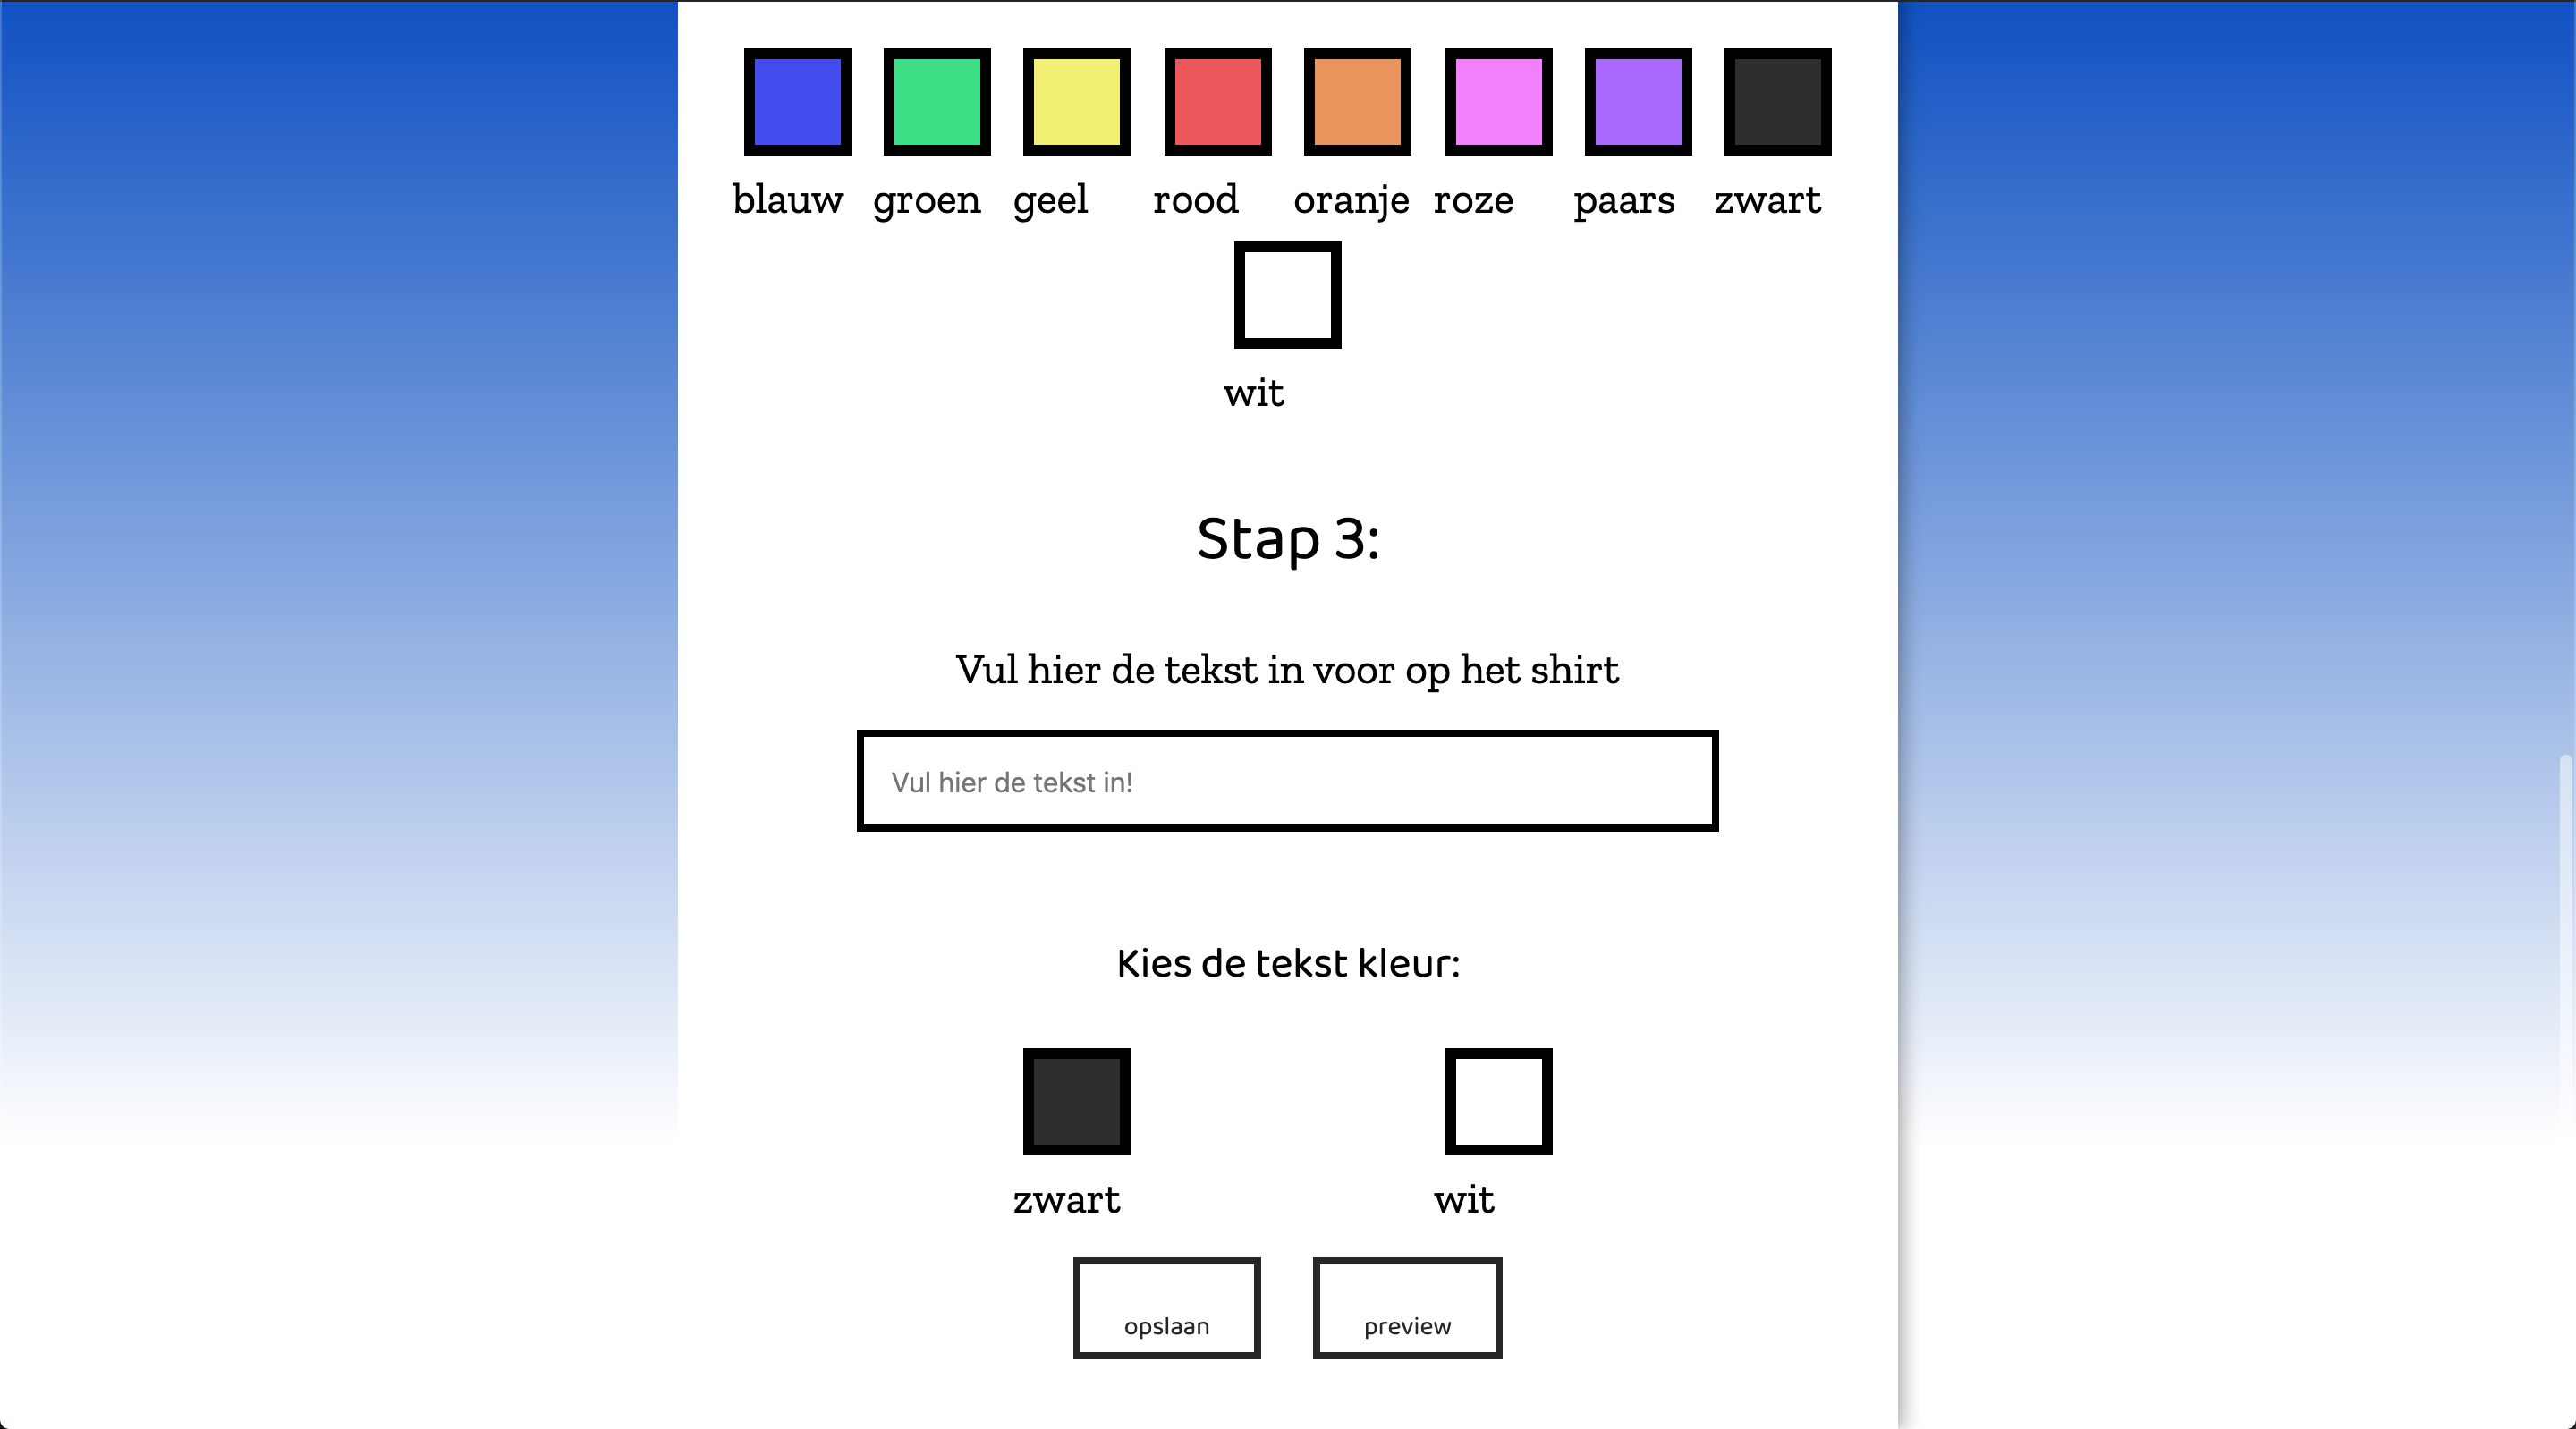 blauw groen geel rood oranje roze paars zwart
wit
Stap 3:
Vul hier de tekst in voor op het shirt
Vul hier de tekst in!
Kies de tekst kleur:
zwart wit
opslaan preview